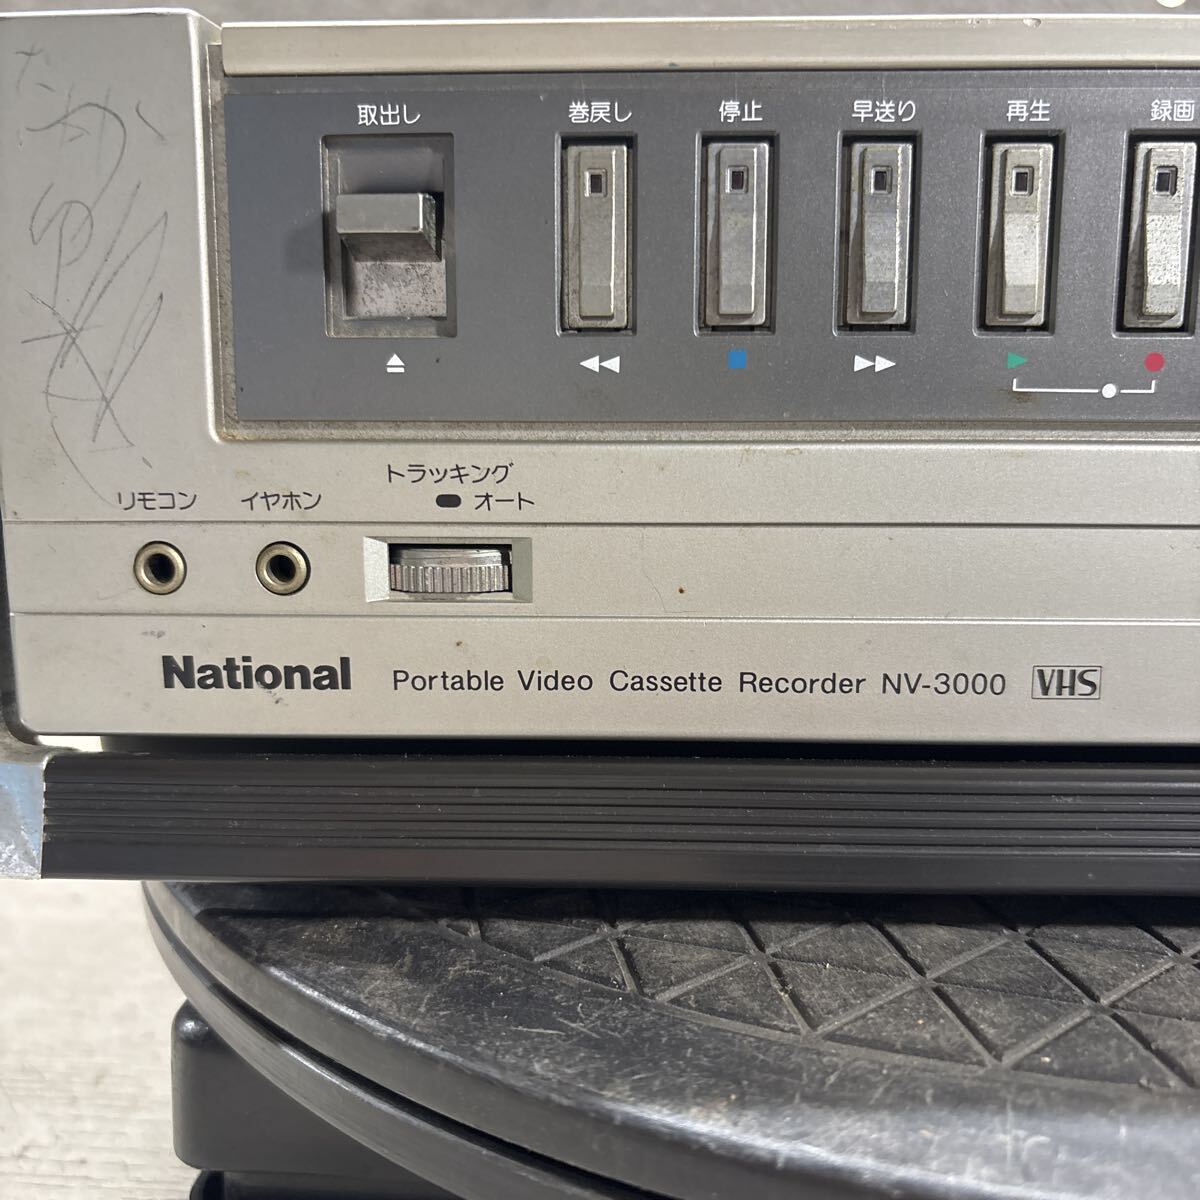 取出し 巻戻し 停止 早送り 再生 録画
トラッキング
リモコン イヤホン オート
National Portable Video Cassette Recorder NV-3000 VHS